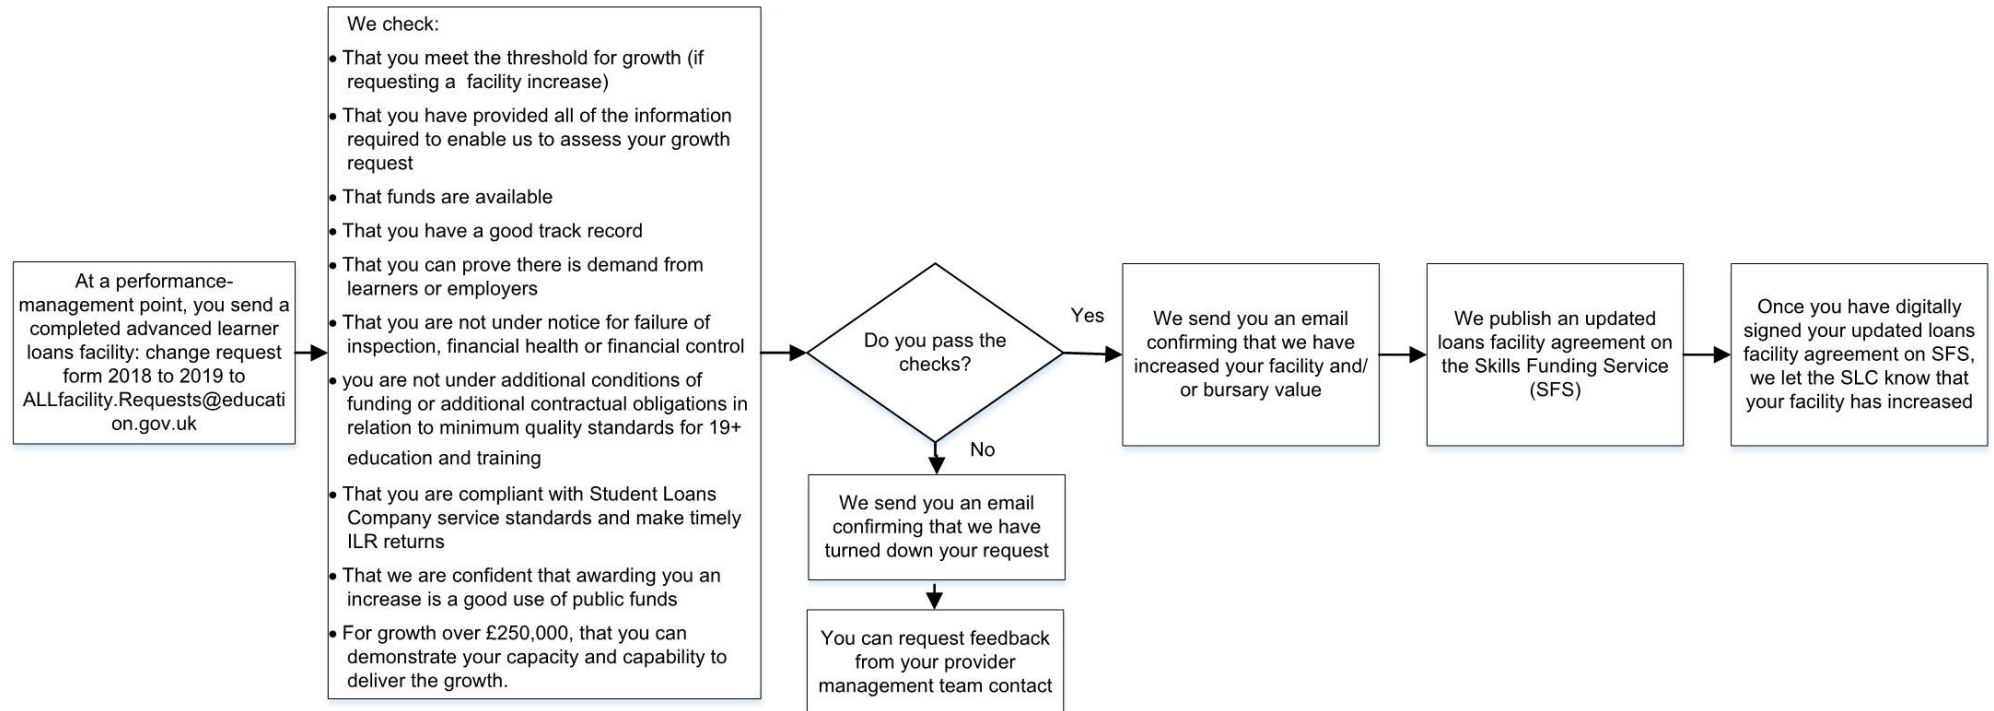 At a performance-
management point, you send a
completed advanced learner
loans facility: change request
form 2018 to 2019 to
ALLfacility.Requests@educati
on.gov.uk
We check:
• That you meet the threshold for growth (if
requesting a facility increase)
• That you have provided all of the information
required to enable us to assess your growth
request
• That funds are available
• That you have a good track record
• That you can prove there is demand from
learners or employers
• That you are not under notice for failure of
inspection, financial health or financial control
• you are not under additional conditions of
funding or additional contractual obligations in
relation to minimum quality standards for 19+
education and training
• That you are compliant with Student Loans
Company service standards and make timely
ILR returns
• That we are confident that awarding you an
increase is a good use of public funds
• For growth over £250,000, that you can
demonstrate your capacity and capability to
deliver the growth.
Do you pass the
checks?
Yes
We send you an email
confirming that we have
increased your facility and/
or bursary value
We publish an updated
loans facility agreement on
the Skills Funding Service
(SFS)
Once you have digitally
signed your updated loans
facility agreement on SFS,
we let the SLC know that
your facility has increased
No
We send you an email
confirming that we have
turned down your request
You can request feedback
from your provider
management team contact